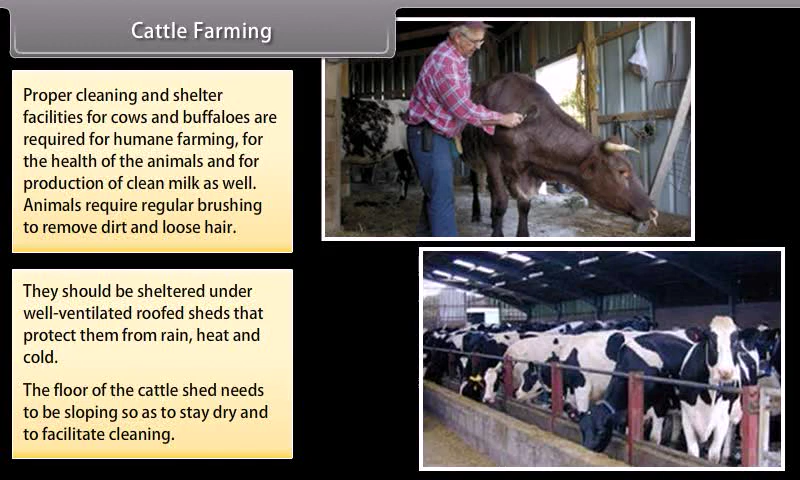 Cattle Farming
Proper cleaning and shelter
facilities for cows and buffaloes are
required for humane farming, for
the health of the animals and for
production of clean milk as well.
Animals require regular brushing
to remove dirt and loose hair.
They should be sheltered under
well-ventilated roofed sheds that
protect them from rain, heat and
cold.
The floor of the cattle shed needs
to be sloping so as to stay dry and
to facilitate cleaning.